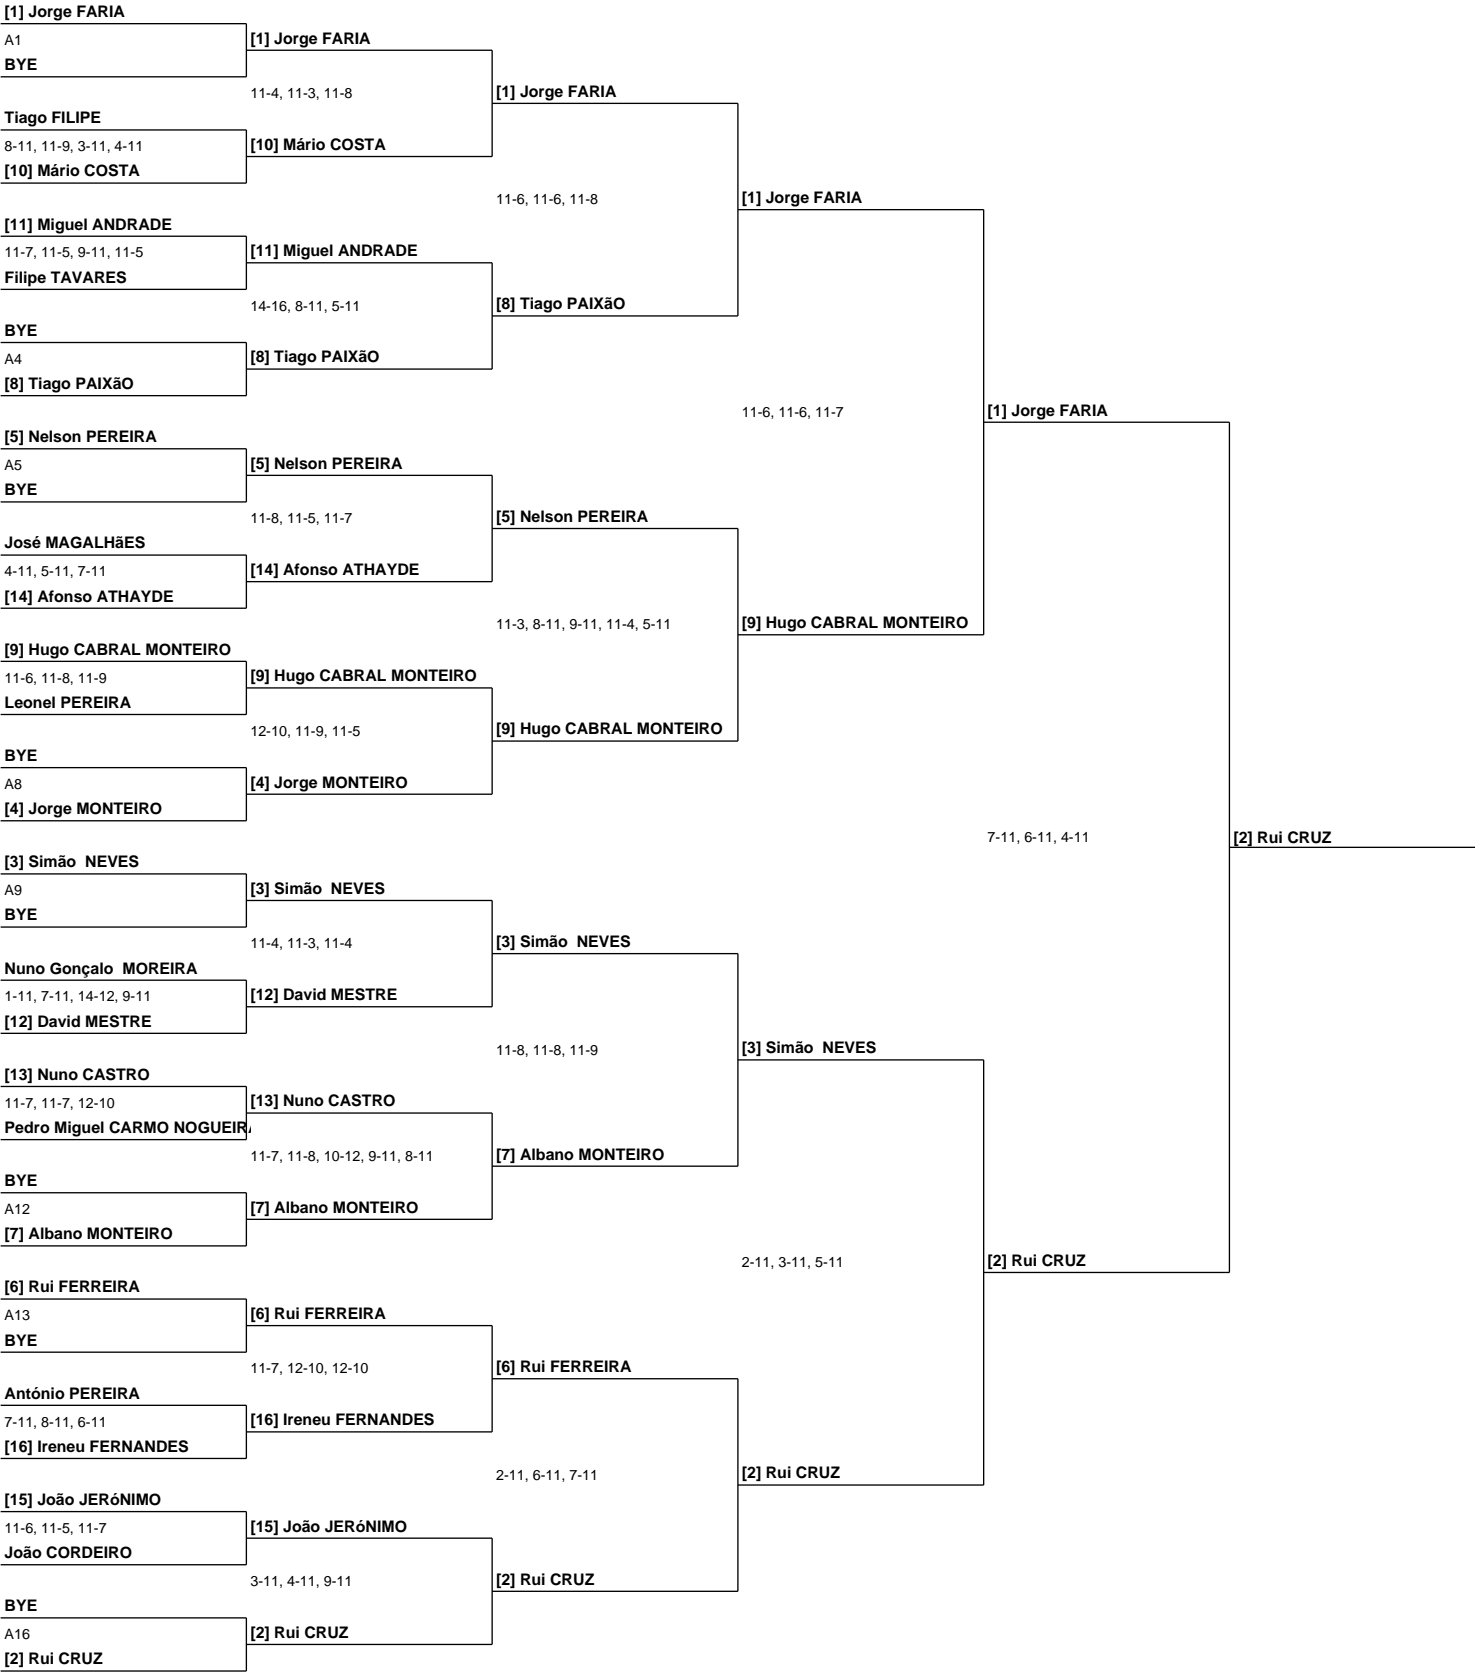 [1] Jorge FARIA
A1
BYE
Tiago FILIPE
8-11, 11-9, 3-11, 4-11
[10] Mário COSTA
[11] Miguel ANDRADE
11-7, 11-5, 9-11, 11-5
Filipe TAVARES
BYE
A4
[8] Tiago PAIXãO
[5] Nelson PEREIRA
A5
BYE
José MAGALHãES
4-11, 5-11, 7-11
[14] Afonso ATHAYDE
[9] Hugo CABRAL MONTEIRO
11-6, 11-8, 11-9
Leonel PEREIRA
BYE
A8
[4] Jorge MONTEIRO
[3] Simão  NEVES
A9
BYE
Nuno Gonçalo  MOREIRA
1-11, 7-11, 14-12, 9-11
[12] David MESTRE
[13] Nuno CASTRO
11-7, 11-7, 12-10
Pedro Miguel CARMO NOGUEIR
BYE
A12
[7] Albano MONTEIRO
[6] Rui FERREIRA
A13
BYE
António PEREIRA
7-11, 8-11, 6-11
[16] Ireneu FERNANDES
[15] João JERóNIMO
11-6, 11-5, 11-7
João CORDEIRO
BYE
A16
[2] Rui CRUZ
[1] Jorge FARIA
11-4, 11-3, 11-8
[10] Mário COSTA
[11] Miguel ANDRADE
14-16, 8-11, 5-11
[8] Tiago PAIXãO
[5] Nelson PEREIRA
11-8, 11-5, 11-7
[14] Afonso ATHAYDE
[9] Hugo CABRAL MONTEIRO
12-10, 11-9, 11-5
[4] Jorge MONTEIRO
[3] Simão  NEVES
11-4, 11-3, 11-4
[12] David MESTRE
[13] Nuno CASTRO
11-7, 11-8, 10-12, 9-11, 8-11
[7] Albano MONTEIRO
[6] Rui FERREIRA
11-7, 12-10, 12-10
[16] Ireneu FERNANDES
[15] João JERóNIMO
3-11, 4-11, 9-11
[2] Rui CRUZ
[1] Jorge FARIA
11-6, 11-6, 11-8
[8] Tiago PAIXãO
[5] Nelson PEREIRA
11-3, 8-11, 9-11, 11-4, 5-11
[9] Hugo CABRAL MONTEIRO
[3] Simão  NEVES
11-8, 11-8, 11-9
[7] Albano MONTEIRO
[6] Rui FERREIRA
2-11, 6-11, 7-11
[2] Rui CRUZ
[1] Jorge FARIA
11-6, 11-6, 11-7
[9] Hugo CABRAL MONTEIRO
[3] Simão  NEVES
2-11, 3-11, 5-11
[2] Rui CRUZ
[1] Jorge FARIA
7-11, 6-11, 4-11
[2] Rui CRUZ
[2] Rui CRUZ